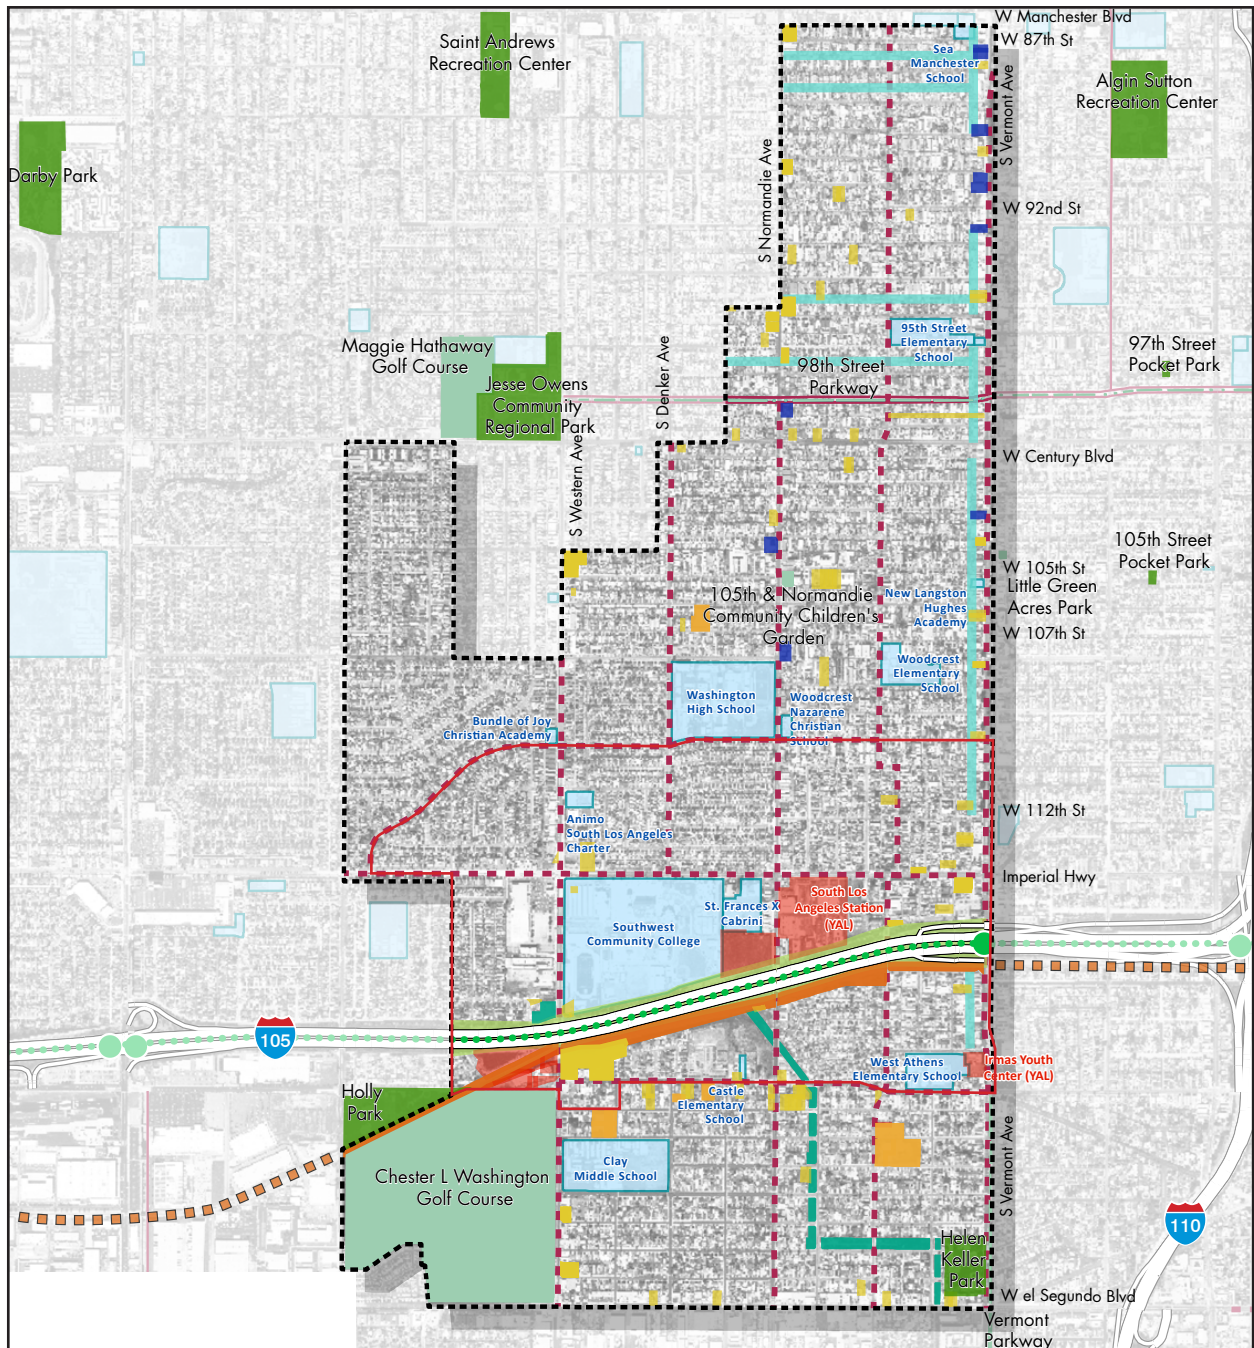 W Manchester Blvd
W 87th St
Saint Andrews
Recreation Center
Sea
Manchester
School
S Vermont Ave
Algin Sutton
Recreation Center
Darby Park
S Normandie Ave
W 92nd St
Maggie Hathaway
Golf Course
Jesse Owens
Community
Regional Park
S Denker Ave
95th Street
Elementary
School
98th Street
Parkway
97th Street
Pocket Park
S Western Ave
W Century Blvd
105th Street
Pocket Park
W 105th St
Little Green
Acres Park
105th & Normandie
Community Children's
Garden
New Langston
Hughes
Academy
W 107th St
Woodcrest
Elementary
School
Washington
High School
Woodcrest
Nazarene
Christian
School
Bundle of Joy
Christian Academy
Animo
South Los Angeles
Charter
W 112th St
Imperial Hwy
Southwest
Community College
St. Frances X
Cabrini
South Los
Angeles Station
(YAL)
105
Holly
Park
West Athens
Elementary School
Irmas Youth
Center (YAL)
Castle
Elementary
School
Clay
Middle School
Chester L Washington
Golf Course
S Vermont Ave
110
Helen
Keller
Park
W el Segundo Blvd
Vermont
Parkway